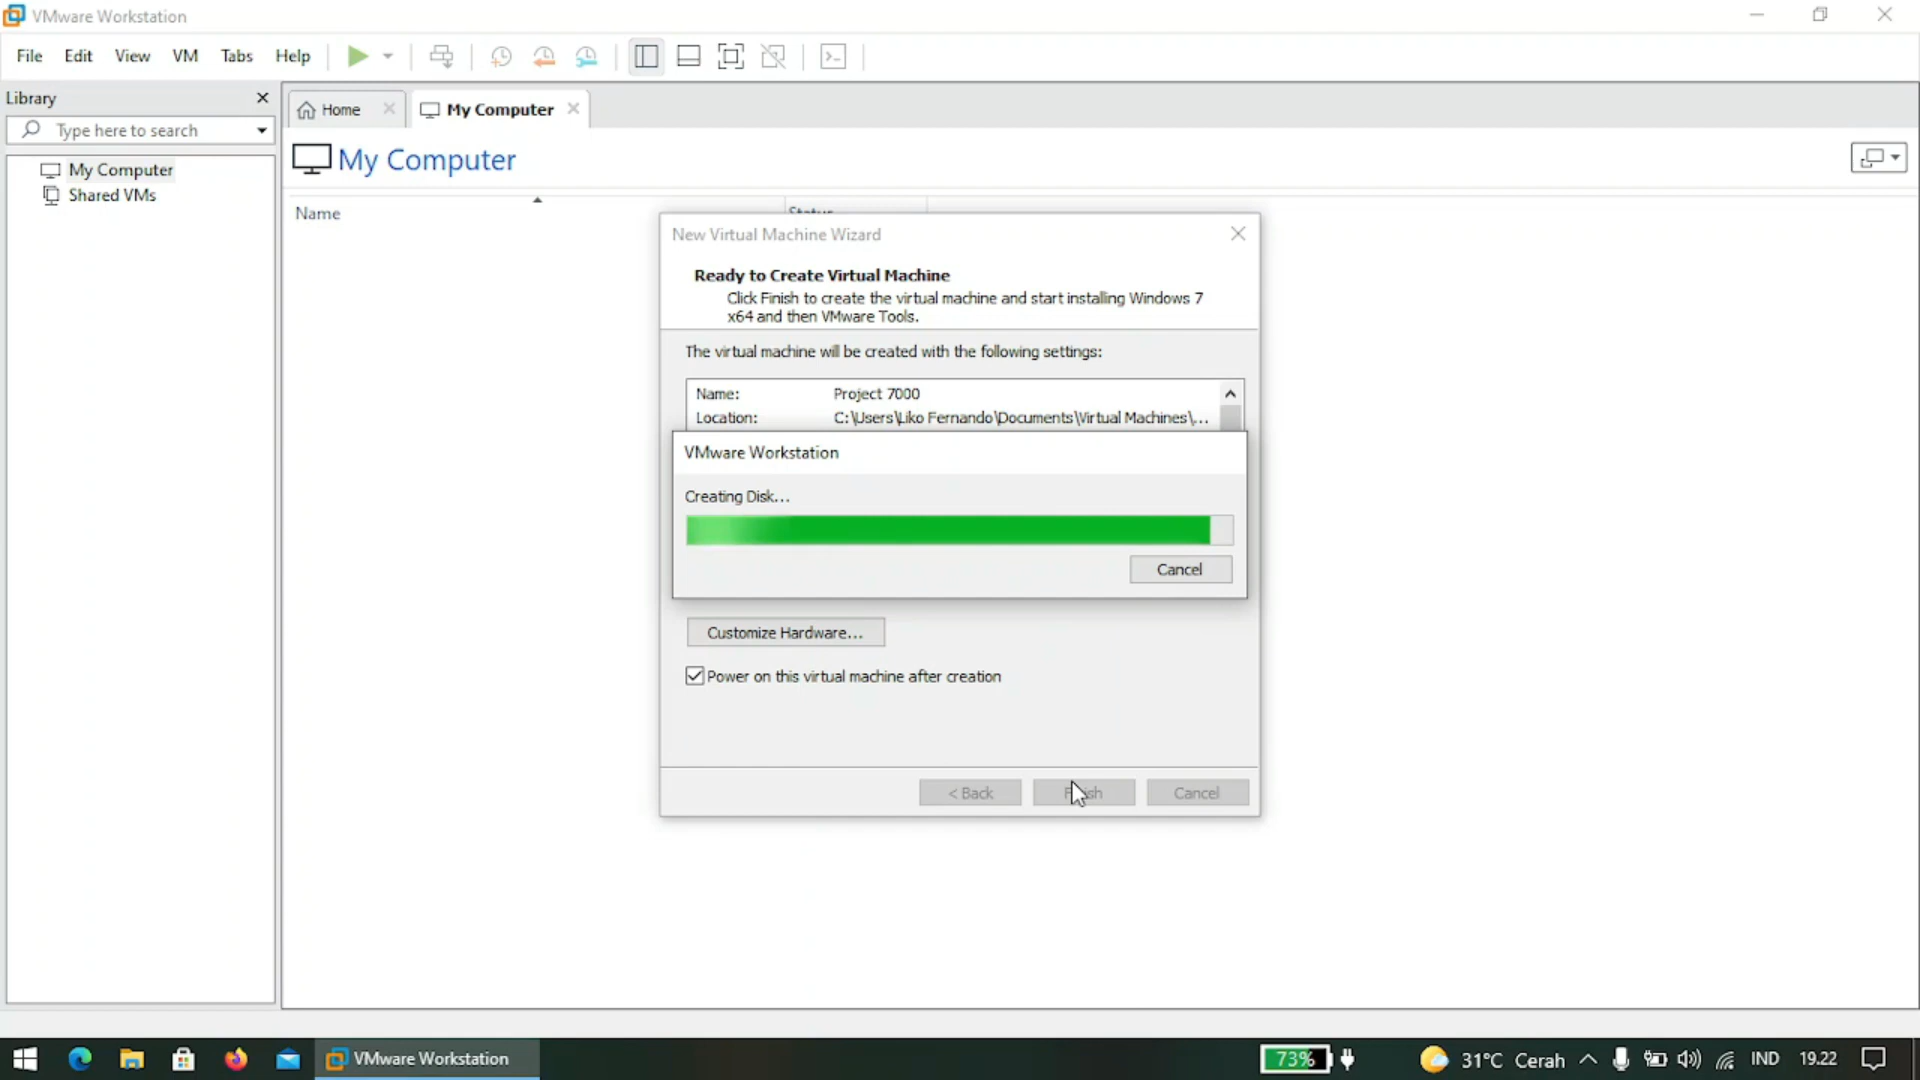 VMware Workstation
File Edit View VM Tabs Help
Library
Type here to search
My Computer
Shared VMs
Home
My Computer
My Computer
Name
New Virtual Machine Wizard
Ready to Create Virtual Machine
Click Finish to create the virtual machine and start installing Windows 7
x64 and then VMware Tools.
The virtual machine will be created with the following settings:
Name: Project 7000
Location: C:\Users\Liko Fernando\Documents\Virtual Machines\...
VMware Workstation
Creating Disk...
Cancel
Customize Hardware...
Power on this virtual machine after creation
< Back
Cancel
VMware Workstation
73%
31°C Cerah
IND
19.22